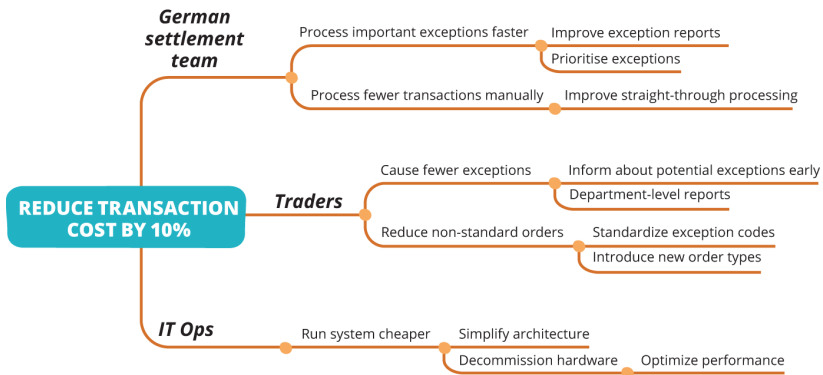 German
settlement
team
Process important exceptions faster
Improve exception reports
Prioritise exceptions
Process fewer transactions manually
Improve straight-through processing
REDUCE TRANSACTION
COST BY 10%
Traders
Cause fewer exceptions
Inform about potential exceptions early
Department-level reports
Reduce non-standard orders
Standardize exception codes
Introduce new order types
IT Ops
Run system cheaper
Simplify architecture
Decommission hardware
Optimize performance